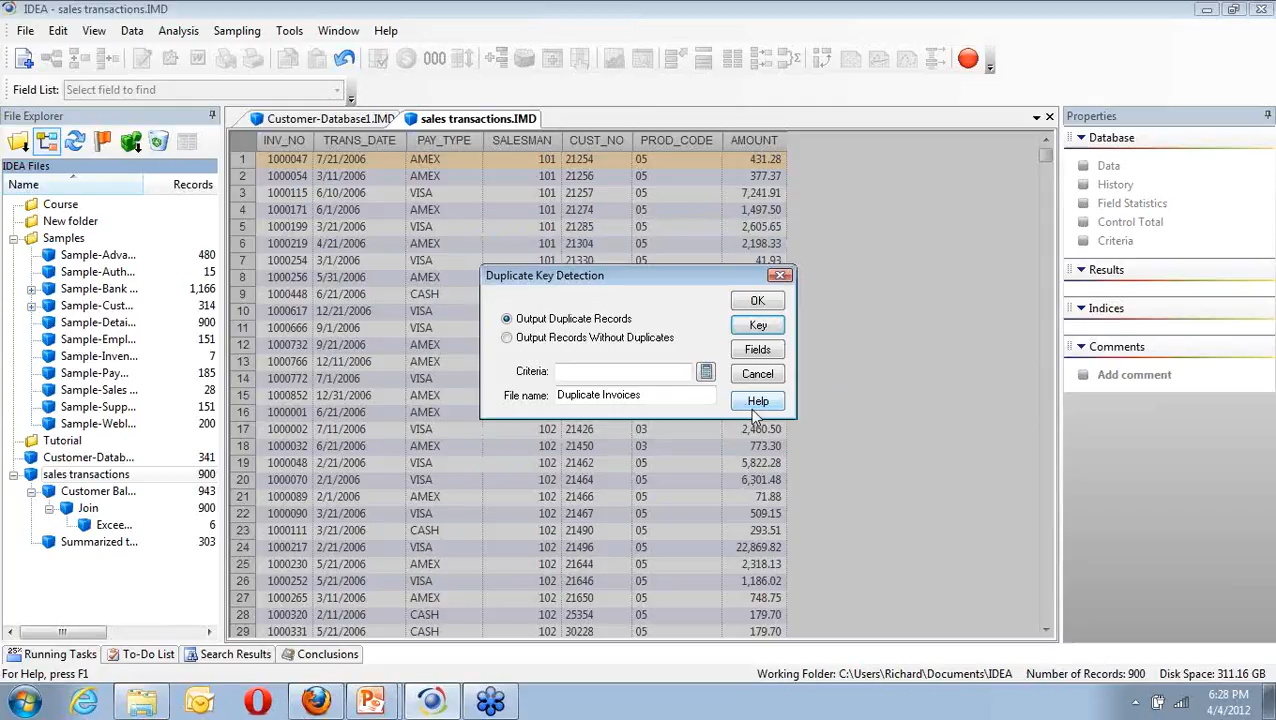 IDEA - sales transactions.IMD
File Edit View Data Analysis Sampling Tools Window Help
Field List: Select field to find
File Explorer
IDEA Files
Name Records
Course
New folder
Samples
Sample-Adva... 480
Sample-Auth... 15
Sample-Bank ... 1,166
Sample-Cust... 314
Sample-Detai... 900
Sample-Empl... 151
Sample-Inven... 7
Sample-Pay... 185
Sample-Sales ... 28
Sample-Supp... 151
Sample-Webl... 200
Tutorial
Customer-Datab... 341
sales transactions 900
Customer Bal... 943
Join 900
Excee... 6
Summarized t... 303
Customer-Database1.IMD sales transactions.IMD
INV_NO TRANS_DATE PAY_TYPE SALESMAN CUST_NO PROD_CODE AMOUNT
1 1000047 7/21/2006 AMEX 101 21254 05 431.28
2 1000054 3/11/2006 AMEX 101 21256 05 377.37
3 1000115 6/10/2006 VISA 101 21257 05 7,241.91
4 1000171 6/1/2006 AMEX 101 21274 05 1,497.50
5 1000199 3/11/2006 VISA 101 21285 05 2,605.65
6 1000219 4/21/2006 AMEX 101 21304 05 2,198.33
7 1000254 3/1/2006 VISA 101 21330 05 41.93
8 1000256 5/31/2006 AMEX
9 1000448 6/21/2006 CASH
10 1000617 12/21/2006 VISA
11 1000666 9/1/2006 VISA
12 1000732 9/21/2006 AMEX
13 1000766 12/11/2006 AMEX
14 1000772 7/1/2006 VISA
15 1000852 12/31/2006 AMEX
16 1000001 6/21/2006 AMEX
17 1000002 7/11/2006 VISA 102 21426 03 2,460.50
18 1000032 6/21/2006 AMEX 102 21450 03 773.30
19 1000048 2/21/2006 VISA 102 21462 05 5,822.28
20 1000070 2/1/2006 VISA 102 21464 05 6,301.48
21 1000089 2/1/2006 AMEX 102 21466 05 71.88
22 1000090 3/21/2006 VISA 102 21467 05 509.15
23 1000111 3/31/2006 CASH 102 21490 05 293.51
24 1000217 2/21/2006 VISA 102 21496 05 22,869.82
25 1000230 5/21/2006 AMEX 102 21644 05 2,318.13
26 1000252 5/21/2006 VISA 102 21646 05 1,186.02
27 1000265 3/11/2006 AMEX 102 21650 05 748.75
28 1000320 2/11/2006 CASH 102 25354 05 179.70
29 1000331 5/21/2006 CASH 102 30228 05 179.70
Duplicate Key Detection
Output Duplicate Records
Output Records Without Duplicates
Criteria:
File name: Duplicate Invoices
OK
Key
Fields
Cancel
Help
Properties
Database
Data
History
Field Statistics
Control Total
Criteria
Results
Indices
Comments
Add comment
Running Tasks To-Do List Search Results Conclusions
For Help, press F1 Working Folder: C:\Users\Richard\Documents\IDEA Number of Records: 900 Disk Space: 311.16 GB
6:28 PM
4/4/2012